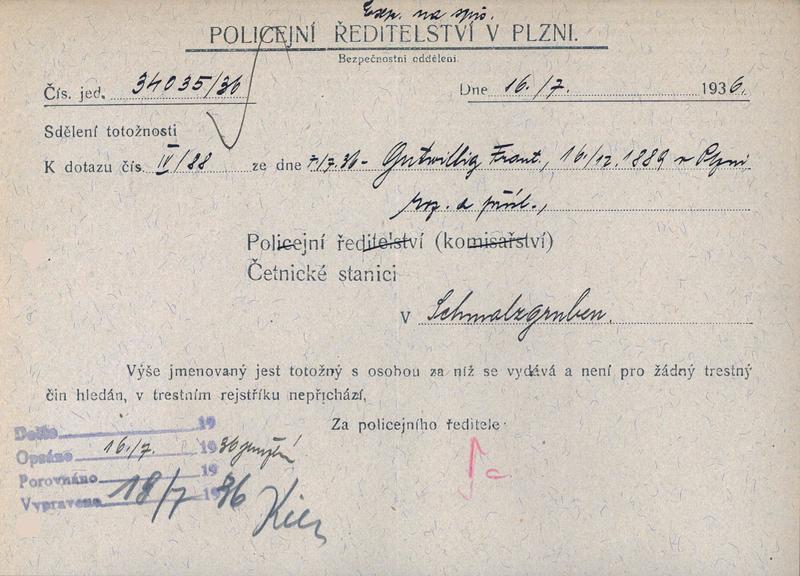 Exp. na spis.
POLICEJNÍ ŘEDITELSTVÍ V PLZNI.
Bezpečnostní oddělení.
Čís. jed. 34035/36 Dne 16./7. 1936.
Sdělení totožnosti
K dotazu čís. IV/88 ze dne 7./7.36 - Gutvillig Frant., 16./12.1889 v Plzni
roz. a přísl.,
Policejní ředitelství (komisařství)
Četnické stanici
v Schmalzgruben.
Výše jmenovaný jest totožný s osobou za níž se vydává a není pro žádný trestný
čin hledán, v trestním rejstříku nepřichází.
Za policejního ředitele:
Došlo 19
Opsáno 16./7. 1936
Porovnáno 19
Vypraveno 18/7 1936